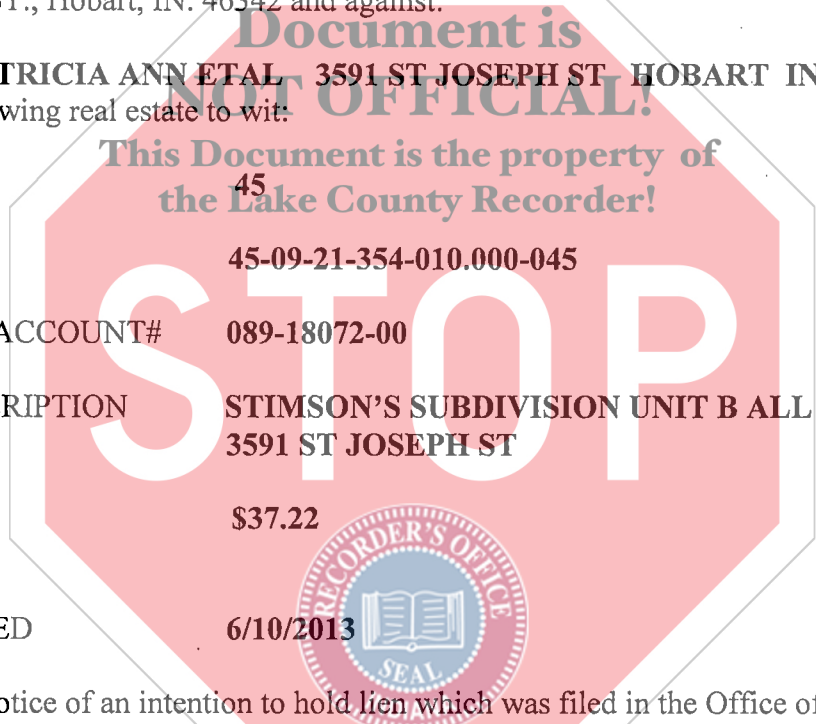 T., Hobart, IN. 46342 and against:
Document is
TRICIA ANN ETAL 3591 ST JOSEPH ST HOBART IN
NOT OFFICIAL!
wing real estate to wit:
This Document is the property of
45
the Lake County Recorder!
45-09-21-354-010.000-045
STOP
ACCOUNT# 089-18072-00
RIPTION STIMSON'S SUBDIVISION UNIT B ALL
3591 ST JOSEPH ST
$37.22
RECORDER'S OFFICE
ED 6/10/2013
SEAL
otice of an intention to hold lien which was filed in the Office of